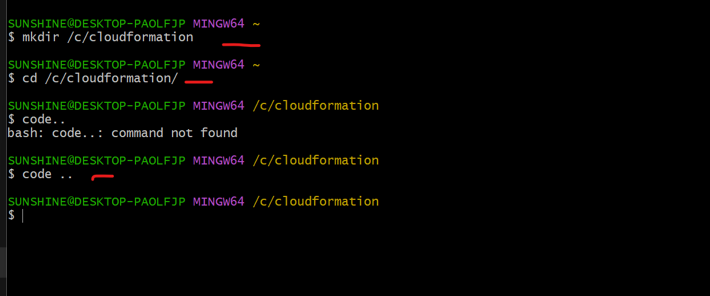 SUNSHINE@DESKTOP-PAOLFJP MINGW64 ~
$ mkdir /c/cloudformation
SUNSHINE@DESKTOP-PAOLFJP MINGW64 ~
$ cd /c/cloudformation/
SUNSHINE@DESKTOP-PAOLFJP MINGW64 /c/cloudformation
$ code..
bash: code..: command not found
SUNSHINE@DESKTOP-PAOLFJP MINGW64 /c/cloudformation
$ code ..
SUNSHINE@DESKTOP-PAOLFJP MINGW64 /c/cloudformation
$